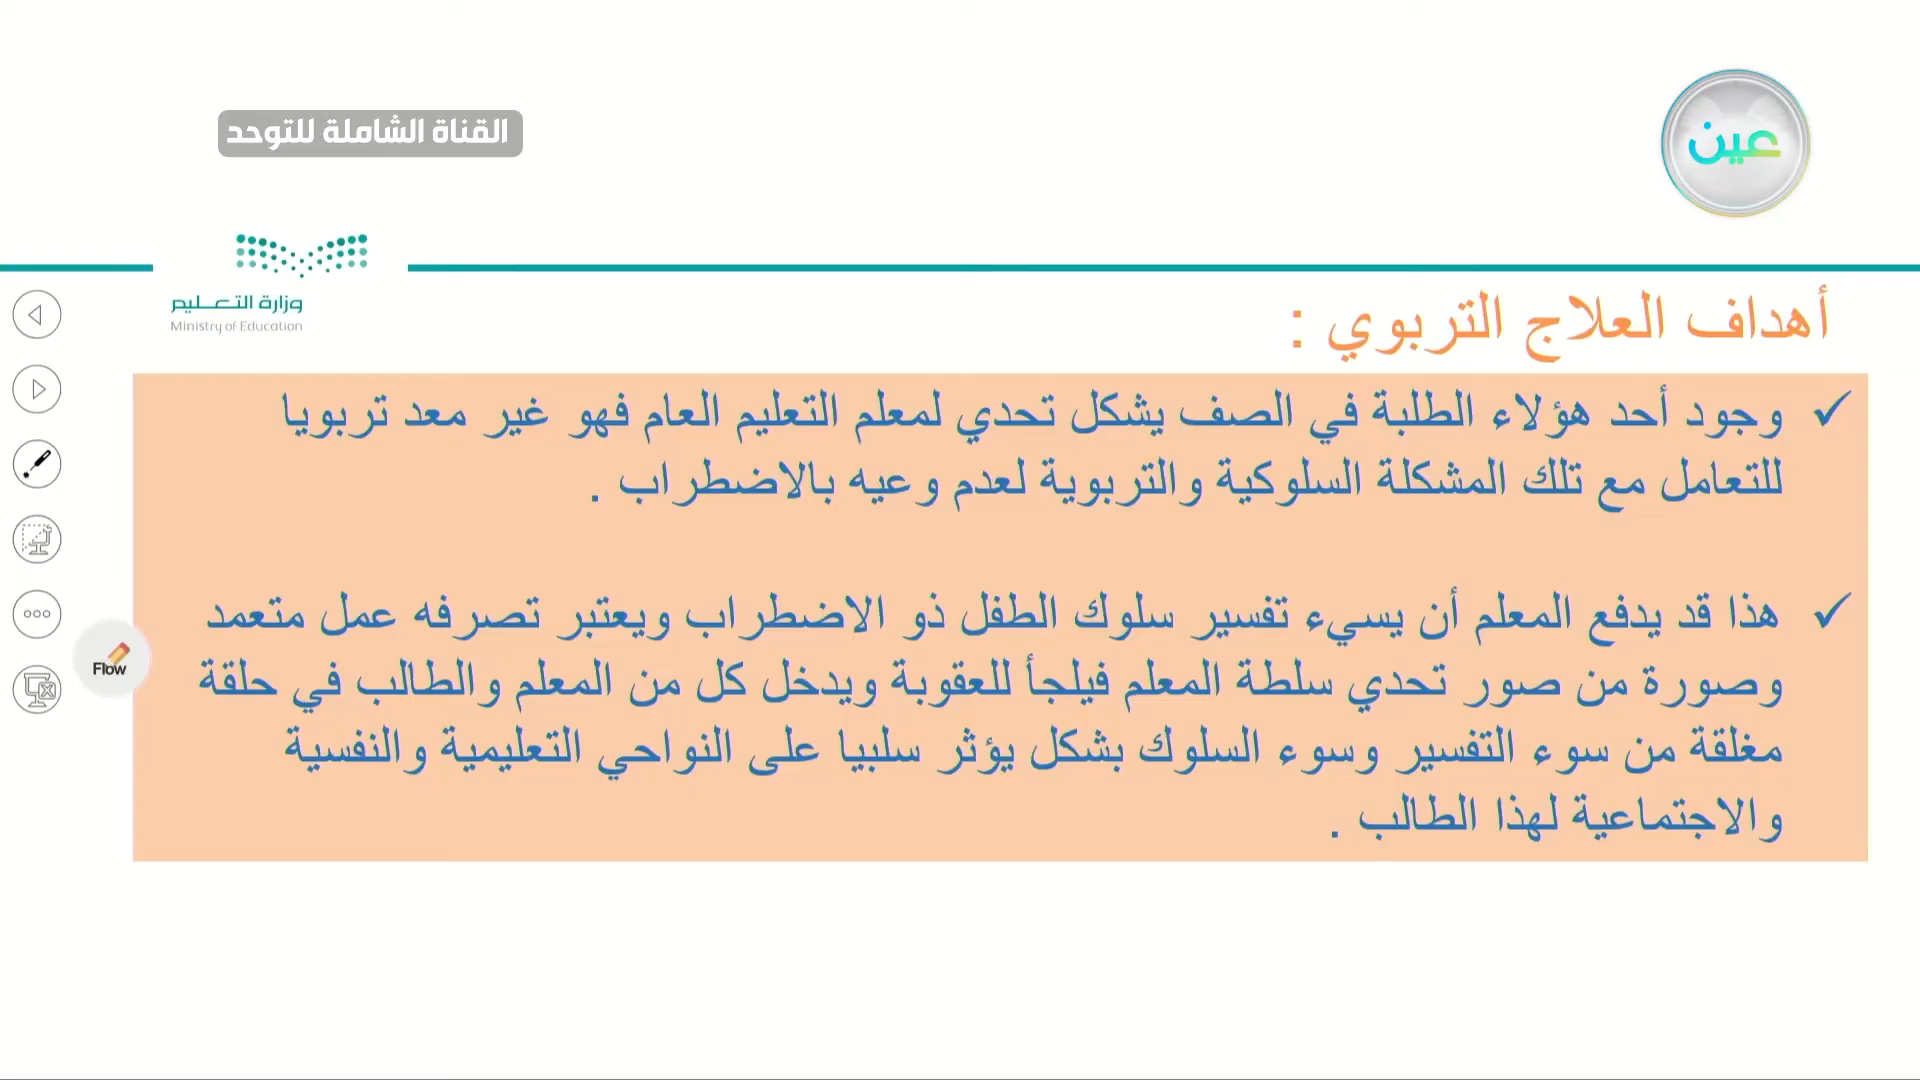 القناة الشاملة للتوحد
عين
وزارة التعليم
Ministry of Education
أهداف العلاج التربوي :
✓ وجود أحد هؤلاء الطلبة في الصف يشكل تحدي لمعلم التعليم العام فهو غير معد تربويا
للتعامل مع تلك المشكلة السلوكية والتربوية لعدم وعيه بالاضطراب .
✓ هذا قد يدفع المعلم أن يسيء تفسير سلوك الطفل ذو الاضطراب ويعتبر تصرفه عمل متعمد
وصورة من صور تحدي سلطة المعلم فيلجأ للعقوبة ويدخل كل من المعلم والطالب في حلقة
مغلقة من سوء التفسير وسوء السلوك بشكل يؤثر سلبيا على النواحي التعليمية والنفسية
والاجتماعية لهذا الطالب .
Flow